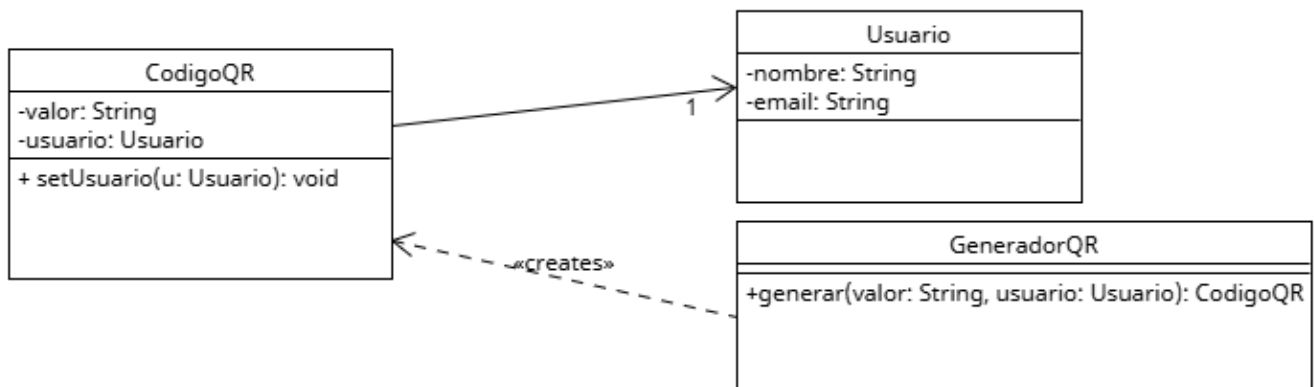 CodigoQR
-valor: String
-usuario: Usuario
+ setUsuario(u: Usuario): void
1
Usuario
-nombre: String
-email: String
«creates»
GeneradorQR
+generar(valor: String, usuario: Usuario): CodigoQR